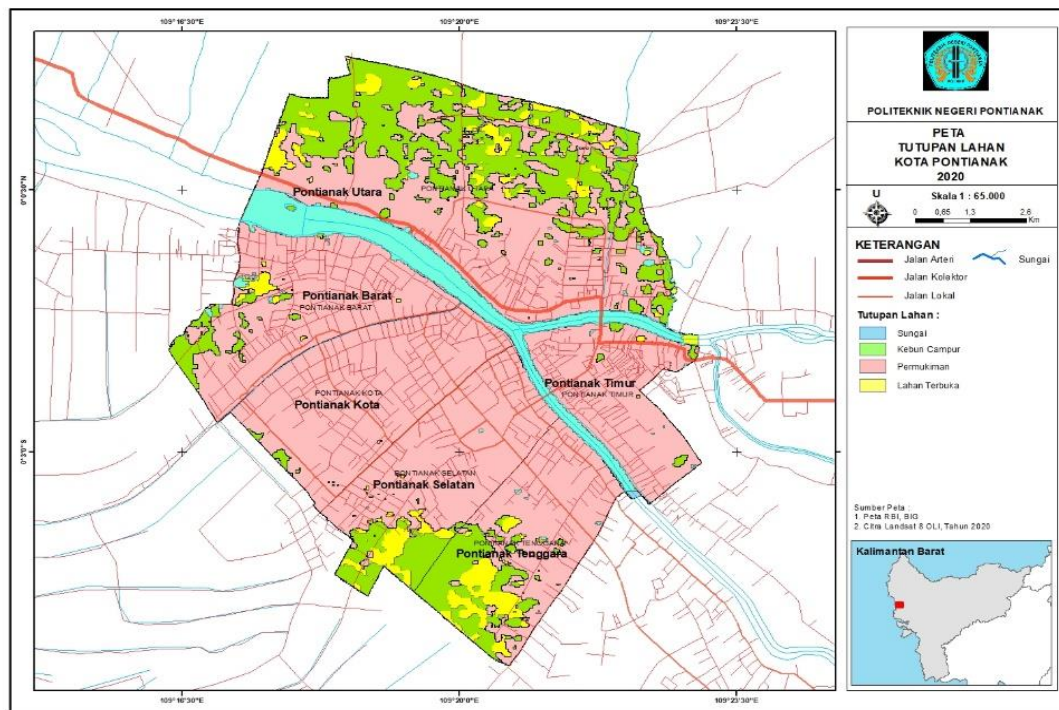 109°16'30"E
109°20'0"E
109°23'30"E
0°0'30"N
0°3'0"S
PONTIANAK UTARA
Pontianak Utara
Pontianak Barat
PONTIANAK BARAT
Pontianak Timur
PONTIANAK TIMUR
PONTIANAK KOTA
Pontianak Kota
PONTIANAK SELATAN
Pontianak Selatan
PONTIANAK TENGGARA
Pontianak Tenggara
109°16'30"E
109°20'0"E
109°23'30"E
POLITEKNIK NEGERI PONTIANAK
PETA
TUTUPAN LAHAN
KOTA PONTIANAK
2020
U
Skala 1 : 65.000
0 0,65 1,3 2,6
Km
KETERANGAN
Jalan Arteri
Sungai
Jalan Kolektor
Jalan Lokal
Tutupan Lahan :
Sungai
Kebun Campur
Permukiman
Lahan Terbuka
Sumber Peta :
1. Peta RBI, BIG
2. Citra Landsat 8 OLI, Tahun 2020
Kalimantan Barat